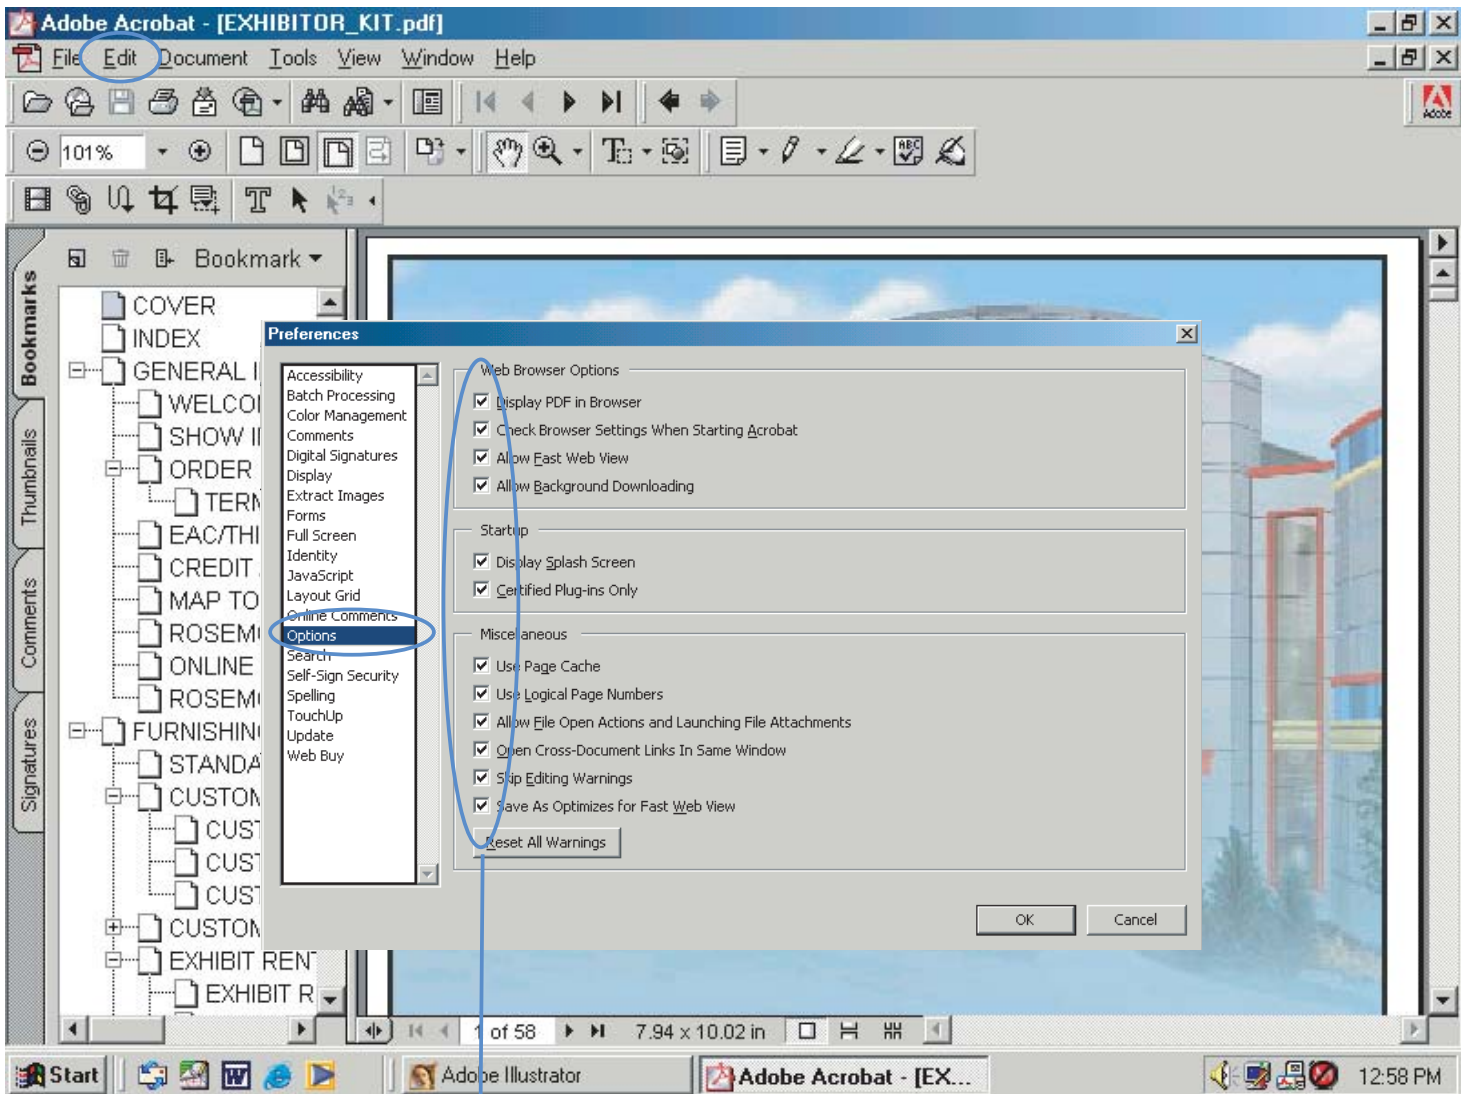 Adobe Acrobat - [EXHIBITOR_KIT.pdf]
File Edit Document Tools View Window Help
Adobe
101%
Bookmark
Bookmarks
Thumbnails
Comments
Signatures
COVER
INDEX
GENERAL I
WELCO
SHOW I
ORDER
TERM
EAC/THI
CREDIT
MAP TO
ROSEM
ONLINE
ROSEM
FURNISHIN
STANDA
CUSTOM
CUST
CUST
CUST
CUSTOM
EXHIBIT REN
EXHIBIT R
Preferences
Accessibility
Batch Processing
Color Management
Comments
Digital Signatures
Display
Extract Images
Forms
Full Screen
Identity
JavaScript
Layout Grid
Online Comments
Options
Search
Self-Sign Security
Spelling
TouchUp
Update
Web Buy
Web Browser Options
Display PDF in Browser
Check Browser Settings When Starting Acrobat
Allow Fast Web View
Allow Background Downloading
Startup
Display Splash Screen
Certified Plug-ins Only
Miscellaneous
Use Page Cache
Use Logical Page Numbers
Allow File Open Actions and Launching File Attachments
Open Cross-Document Links In Same Window
Skip Editing Warnings
Save As Optimizes for Fast Web View
Reset All Warnings
OK Cancel
1 of 58 7.94 x 10.02 in
Start Adobe Illustrator Adobe Acrobat - [EX... 12:58 PM